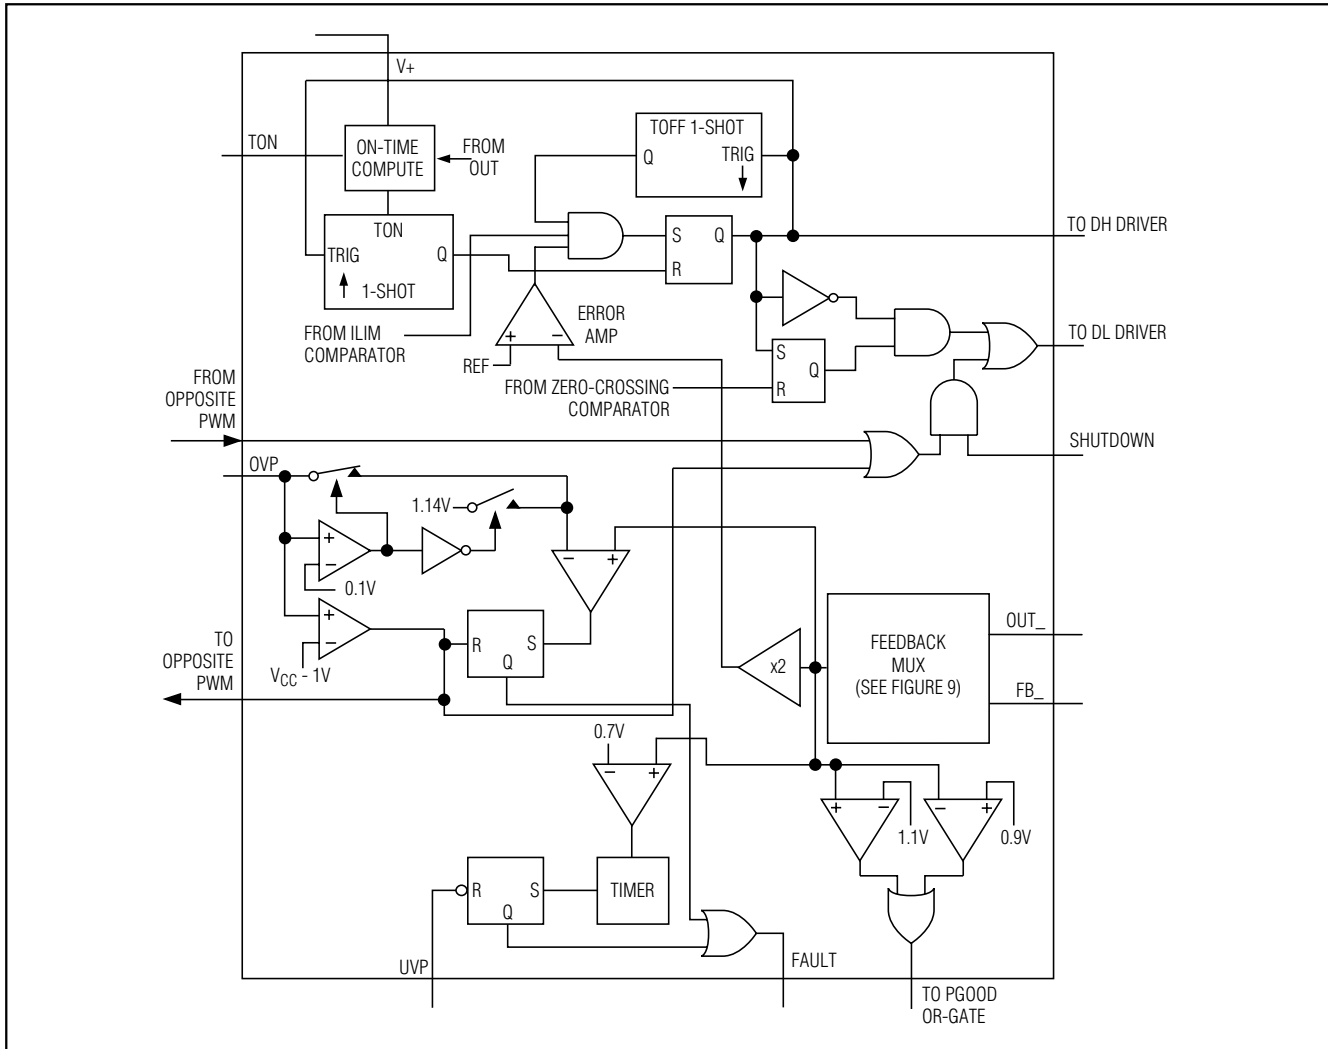 V+
TON
ON-TIME
COMPUTE
FROM
OUT
TOFF 1-SHOT
Q
TRIG
TON
TRIG
Q
1-SHOT
S
Q
R
TO DH DRIVER
FROM ILIM
COMPARATOR
+
−
ERROR
AMP
REF
TO DL DRIVER
S
Q
R
FROM ZERO-CROSSING
COMPARATOR
FROM
OPPOSITE
PWM
SHUTDOWN
OVP
1.14V
+
−
0.1V
−
+
+
−
VCC - 1V
TO
OPPOSITE
PWM
R
S
Q
x2
FEEDBACK
MUX
(SEE FIGURE 9)
OUT_
FB_
0.7V
−
+
+
−
1.1V
−
+
0.9V
R
S
Q
TIMER
UVP
FAULT
TO PGOOD
OR-GATE